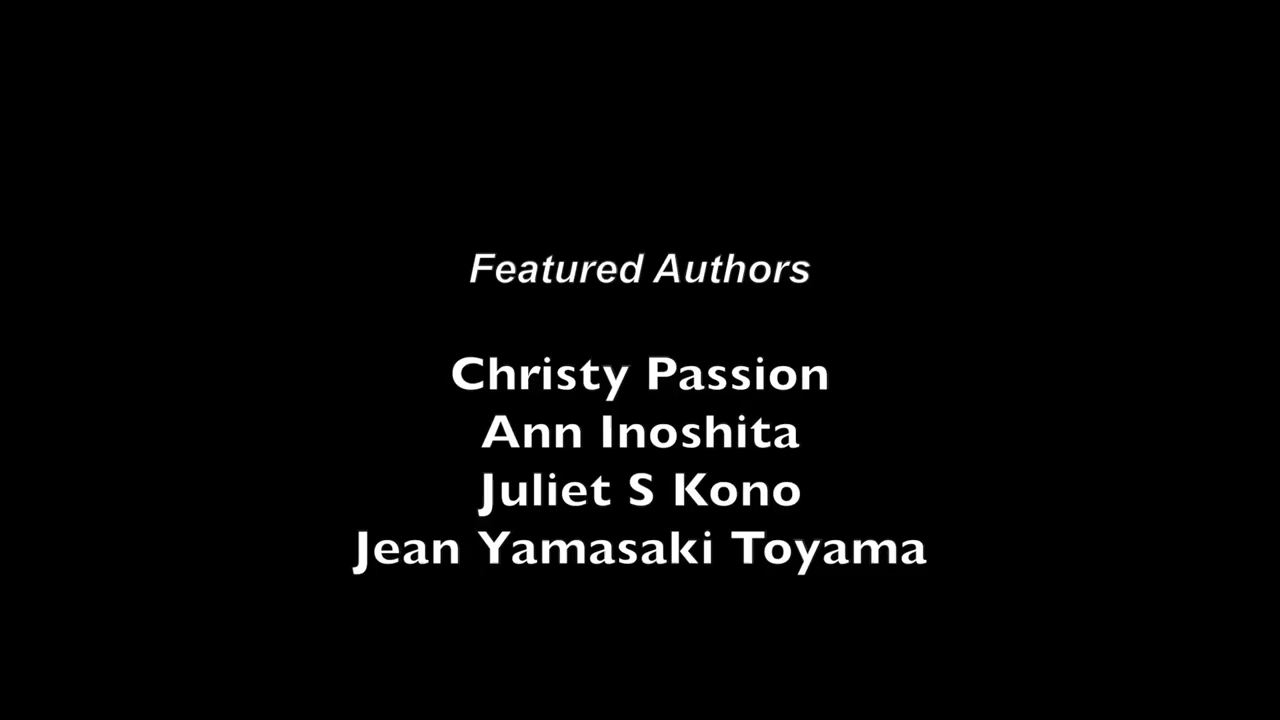 Featured Authors
Christy Passion
Ann Inoshita
Juliet S Kono
Jean Yamasaki Toyama